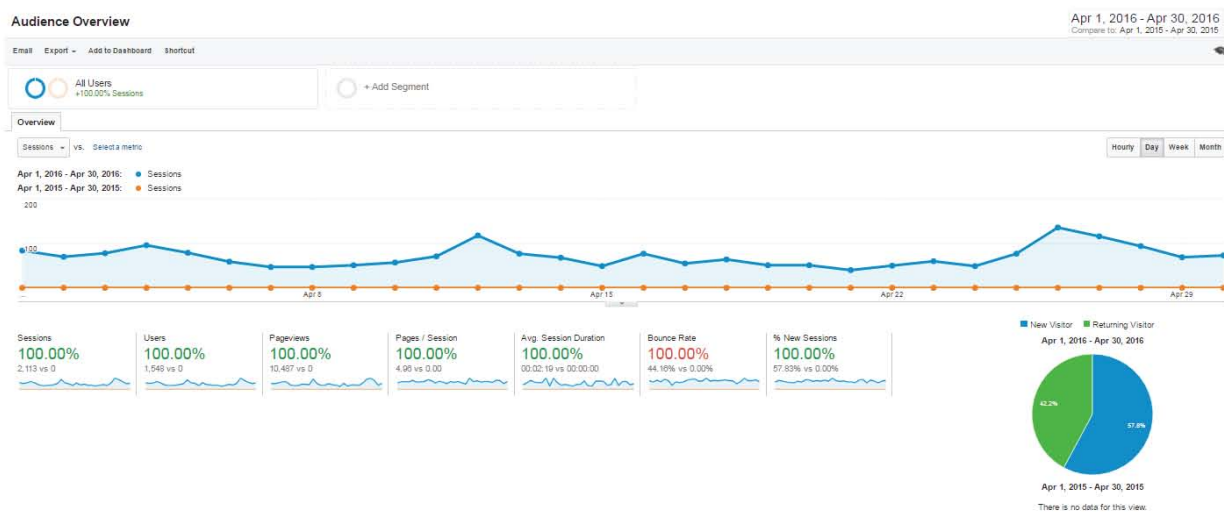 Audience Overview
Apr 1, 2016 - Apr 30, 2016
Compare to: Apr 1, 2015 - Apr 30, 2015
Email Export Add to Dashboard Shortcut
All Users
+100.00% Sessions
+ Add Segment
Overview
Sessions vs. Select a metric
Hourly Day Week Month
Apr 1, 2016 - Apr 30, 2016: Sessions
Apr 1, 2015 - Apr 30, 2015: Sessions
200
100
... Apr 8 Apr 15 Apr 22 Apr 29
Sessions
100.00%
2,113 vs 0
Users
100.00%
1,548 vs 0
Pageviews
100.00%
10,487 vs 0
Pages / Session
100.00%
4.96 vs 0.00
Avg. Session Duration
100.00%
00:02:19 vs 00:00:00
Bounce Rate
100.00%
44.16% vs 0.00%
% New Sessions
100.00%
57.83% vs 0.00%
New Visitor Returning Visitor
Apr 1, 2016 - Apr 30, 2016
42.2%
57.8%
Apr 1, 2015 - Apr 30, 2015
There is no data for this view.